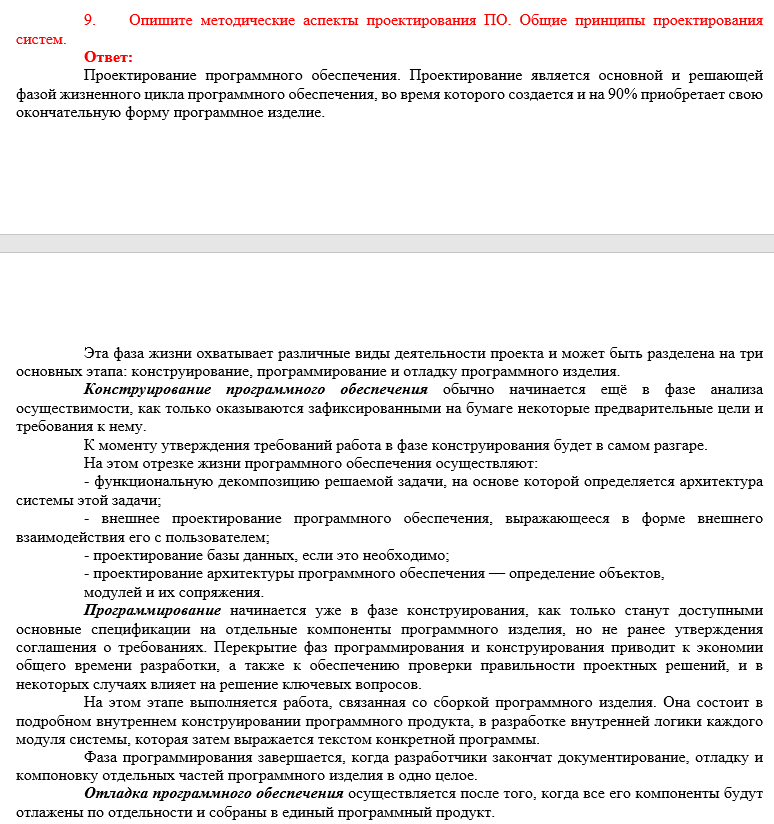 9. Опишите методические аспекты проектирования ПО. Общие принципы проектирования
систем.
Ответ:
Проектирование программного обеспечения. Проектирование является основной и решающей
фазой жизненного цикла программного обеспечения, во время которого создается и на 90% приобретает свою
окончательную форму программное изделие.
Эта фаза жизни охватывает различные виды деятельности проекта и может быть разделена на три
основных этапа: конструирование, программирование и отладку программного изделия.
Конструирование программного обеспечения обычно начинается ещё в фазе анализа
осуществимости, как только оказываются зафиксированными на бумаге некоторые предварительные цели и
требования к нему.
К моменту утверждения требований работа в фазе конструирования будет в самом разгаре.
На этом отрезке жизни программного обеспечения осуществляют:
- функциональную декомпозицию решаемой задачи, на основе которой определяется архитектура
системы этой задачи;
- внешнее проектирование программного обеспечения, выражающееся в форме внешнего
взаимодействия его с пользователем;
- проектирование базы данных, если это необходимо;
- проектирование архитектуры программного обеспечения — определение объектов,
модулей и их сопряжения.
Программирование начинается уже в фазе конструирования, как только станут доступными
основные спецификации на отдельные компоненты программного изделия, но не ранее утверждения
соглашения о требованиях. Перекрытие фаз программирования и конструирования приводит к экономии
общего времени разработки, а также к обеспечению проверки правильности проектных решений, и в
некоторых случаях влияет на решение ключевых вопросов.
На этом этапе выполняется работа, связанная со сборкой программного изделия. Она состоит в
подробном внутреннем конструировании программного продукта, в разработке внутренней логики каждого
модуля системы, которая затем выражается текстом конкретной программы.
Фаза программирования завершается, когда разработчики закончат документирование, отладку и
компоновку отдельных частей программного изделия в одно целое.
Отладка программного обеспечения осуществляется после того, когда все его компоненты будут
отлажены по отдельности и собраны в единый программный продукт.